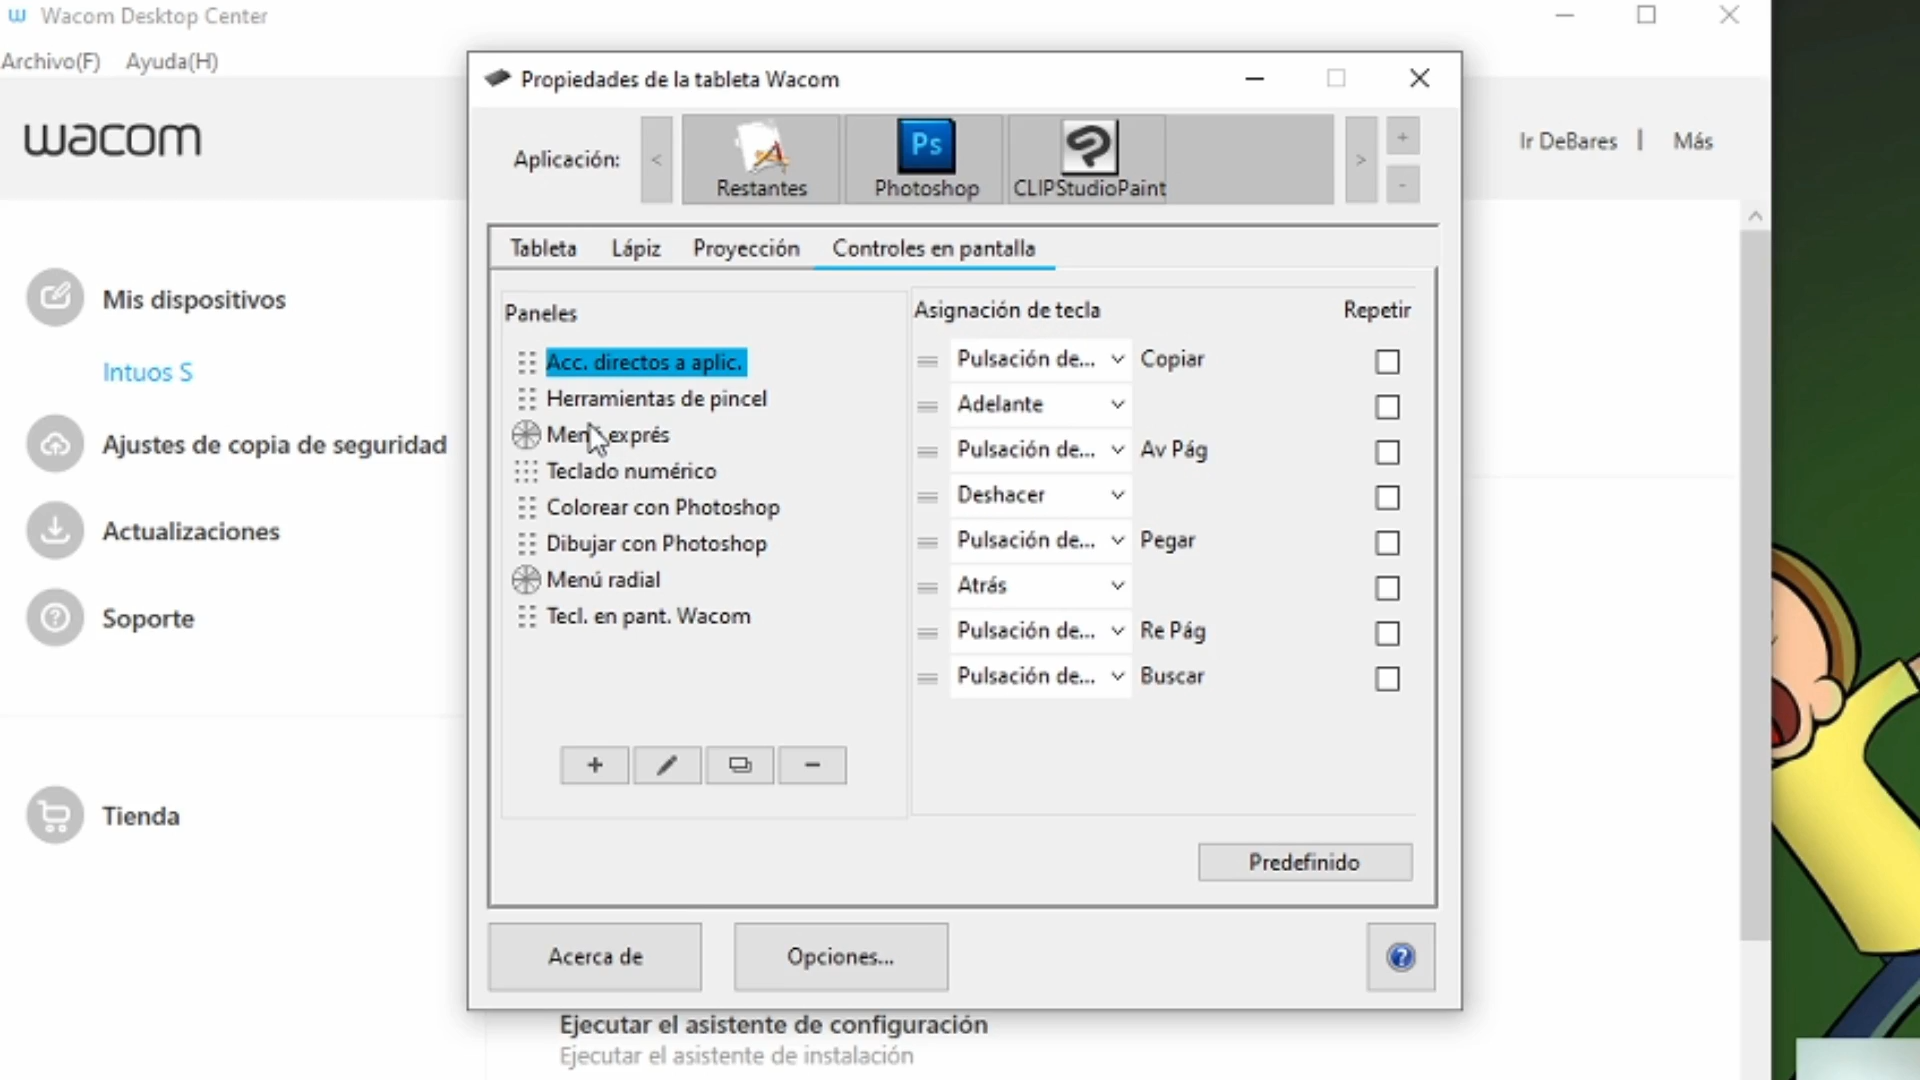 Wacom Desktop Center
Archivo(F) Ayuda(H)
wacom
Ir DeBares | Más
Mis dispositivos
Intuos S
Ajustes de copia de seguridad
Actualizaciones
Soporte
Tienda
Propiedades de la tableta Wacom
Aplicación:
<
Restantes
Ps
Photoshop
CLIPStudioPaint
>
+
-
Tableta Lápiz Proyección Controles en pantalla
Paneles
Acc. directos a aplic.
Herramientas de pincel
Menú exprés
Teclado numérico
Colorear con Photoshop
Dibujar con Photoshop
Menú radial
Tecl. en pant. Wacom
Asignación de tecla Repetir
Pulsación de... Copiar
Adelante
Pulsación de... Av Pág
Deshacer
Pulsación de... Pegar
Atrás
Pulsación de... Re Pág
Pulsación de... Buscar
Predefinido
Acerca de Opciones... ?
Ejecutar el asistente de configuración
Ejecutar el asistente de instalación